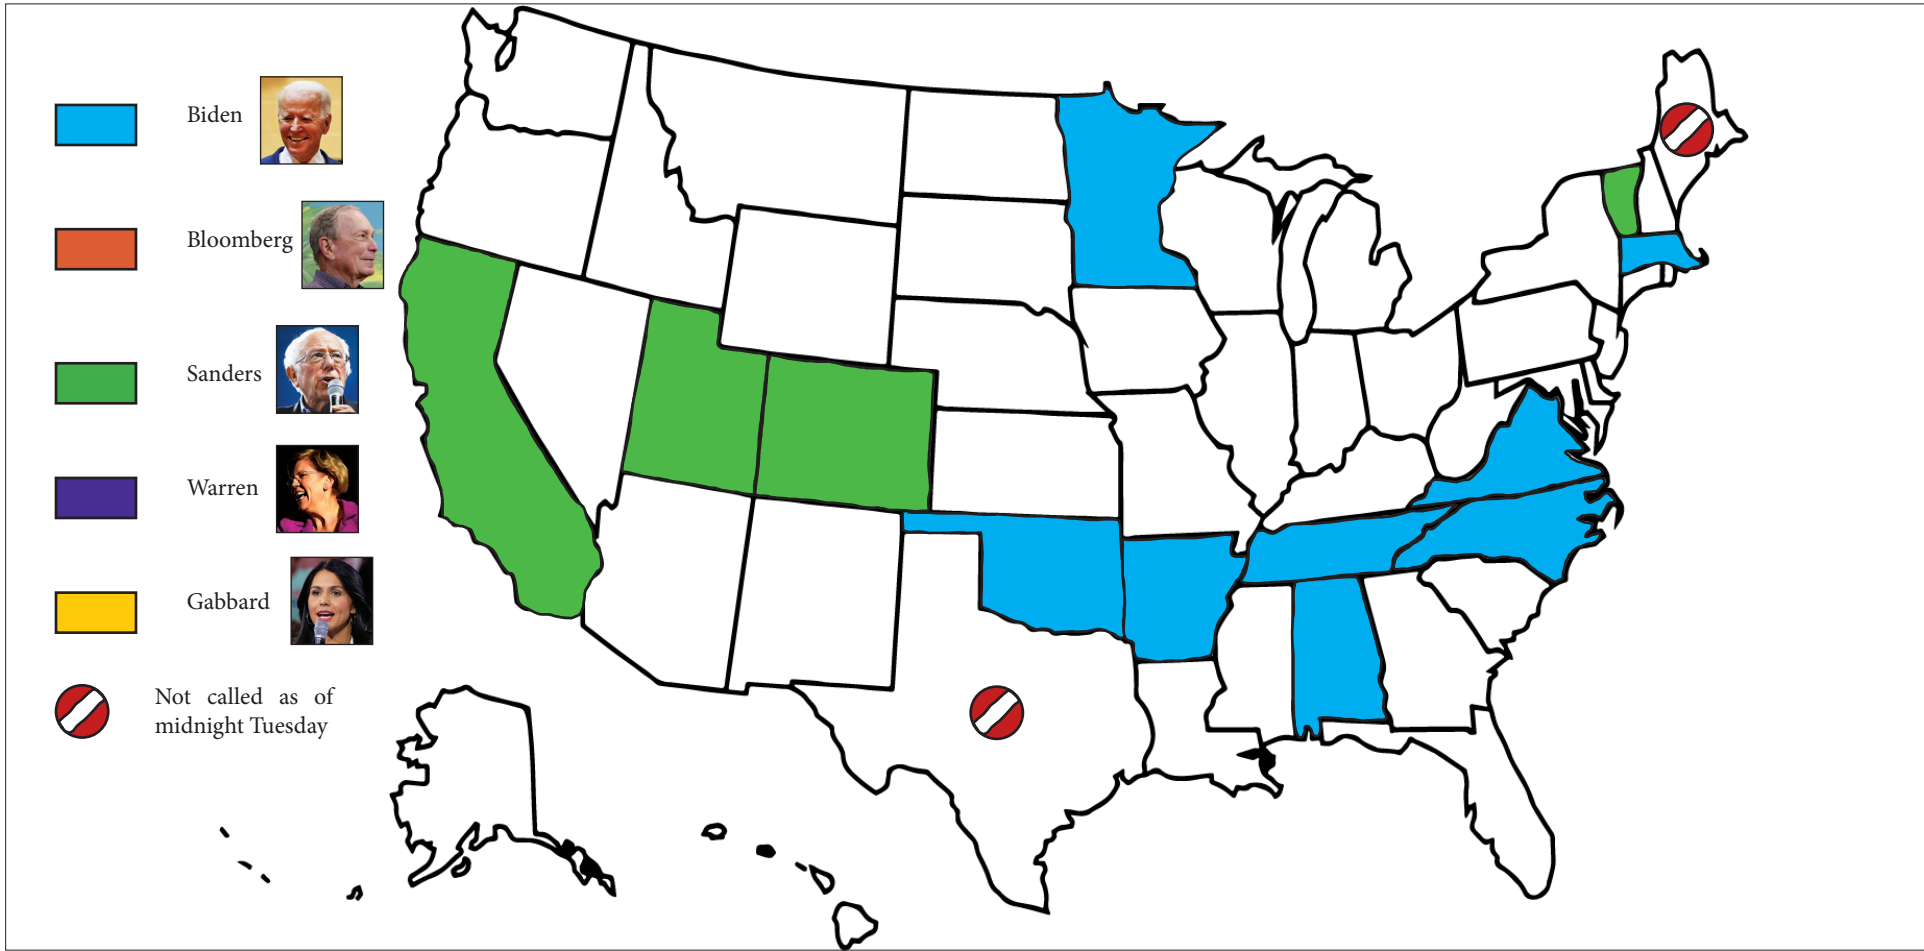 Biden
Bloomberg
Sanders
Warren
Gabbard
Not called as of
midnight Tuesday